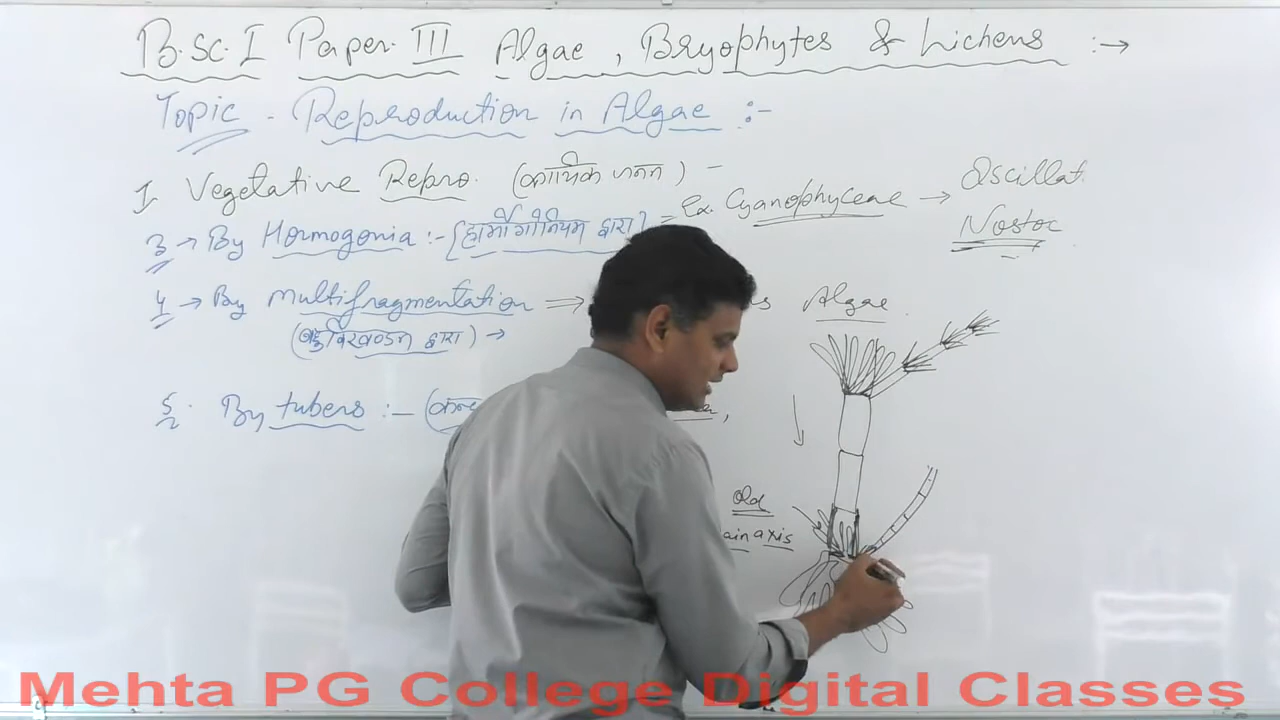 B.Sc. I Paper. III Algae, Bryophytes & Lichens :→
Topic - Reproduction in Algae :-
I Vegetative Repro. (कायिक जनन) -
3 → By Hormogonia :- {हार्मोगोनियम द्वारा} = Ex. Cyanophyceae → Oscillat.
Nostoc
4 → By Multifragmentation ⇒ Algae
(बहुविखण्डन द्वारा) →
5. By tubers :- (कन्द
Old
ain axis
Mehta PG College Digital Classes